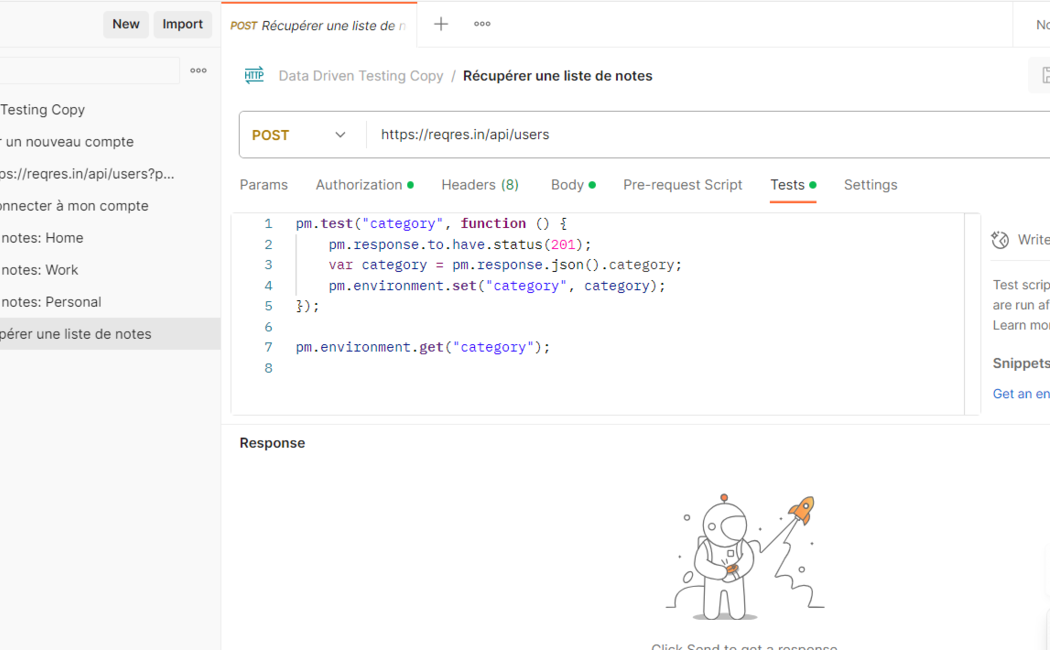 New Import
POST Récupérer une liste de
HTTP Data Driven Testing Copy / Récupérer une liste de notes
Testing Copy
un nouveau compte
ps://reqres.in/api/users?p...
onnecter à mon compte
notes: Home
notes: Work
notes: Personal
pérer une liste de notes
POST https://reqres.in/api/users
Params Authorization Headers (8) Body Pre-request Script Tests Settings
1 pm.test("category", function () {
2 pm.response.to.have.status(201);
3 var category = pm.response.json().category;
4 pm.environment.set("category", category);
5 });
6
7 pm.environment.get("category");
8
Write
Test scrip
are run af
Learn mo
Snippets
Get an en
Response
Click Send to get a response